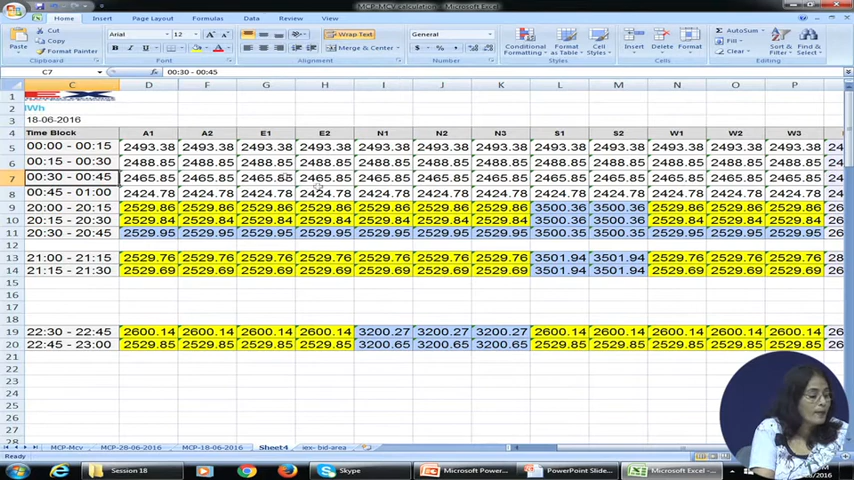 MCP-Mcv calculation - Microsoft Excel
Home Insert Page Layout Formulas Data Review View
Cut
Copy
Paste
Format Painter
Clipboard
Arial 12
Font
Wrap Text
Merge & Center
Alignment
General
Number
Conditional Formatting
Format as Table
Cell Styles
Styles
Insert Delete Format
Cells
AutoSum
Fill
Clear
Sort & Filter
Find & Select
Editing
C7 00:30 - 00:45
C D F G H I J K L M N O P
1
2 IWh
3 18-06-2016
4 Time Block A1 A2 E1 E2 N1 N2 N3 S1 S2 W1 W2 W3
5 00:00 - 00:15 2493.38 2493.38 2493.38 2493.38 2493.38 2493.38 2493.38 2493.38 2493.38 2493.38 2493.38 2493.38 24
6 00:15 - 00:30 2488.85 2488.85 2488.85 2488.85 2488.85 2488.85 2488.85 2488.85 2488.85 2488.85 2488.85 2488.85 24
7 00:30 - 00:45 2465.85 2465.85 2465.85 2465.85 2465.85 2465.85 2465.85 2465.85 2465.85 2465.85 2465.85 2465.85 24
8 00:45 - 01:00 2424.78 2424.78 2424.78 2424.78 2424.78 2424.78 2424.78 2424.78 2424.78 2424.78 2424.78 2424.78 24
9 20:00 - 20:15 2529.86 2529.86 2529.86 2529.86 2529.86 2529.86 2529.86 3500.36 3500.36 2529.86 2529.86 2529.86 26
10 20:15 - 20:30 2529.84 2529.84 2529.84 2529.84 2529.84 2529.84 2529.84 3500.36 3500.36 2529.84 2529.84 2529.84 26
11 20:30 - 20:45 2529.95 2529.95 2529.95 2529.95 2529.95 2529.95 2529.95 3500.35 3500.35 2529.95 2529.95 2529.95 26
12
13 21:00 - 21:15 2529.76 2529.76 2529.76 2529.76 2529.76 2529.76 2529.76 3501.94 3501.94 2529.76 2529.76 2529.76 28
14 21:15 - 21:30 2529.69 2529.69 2529.69 2529.69 2529.69 2529.69 2529.69 3501.94 3501.94 2529.69 2529.69 2529.69 26
15
16
17
18
19 22:30 - 22:45 2600.14 2600.14 2600.14 2600.14 3200.27 3200.27 3200.27 2600.14 2600.14 2600.14 2600.14 2600.14 26
20 22:45 - 23:00 2529.85 2529.85 2529.85 2529.85 3200.65 3200.65 3200.65 2529.85 2529.85 2529.85 2529.85 2529.85 26
21
22
23
24
25
26
27
28
MCP-Mcv MCP-28-06-2016 MCP-18-06-2016 Sheet4 iex- bid-area
Ready
Session 18 Skype Microsoft Power... PowerPoint Slide... Microsoft Excel -...